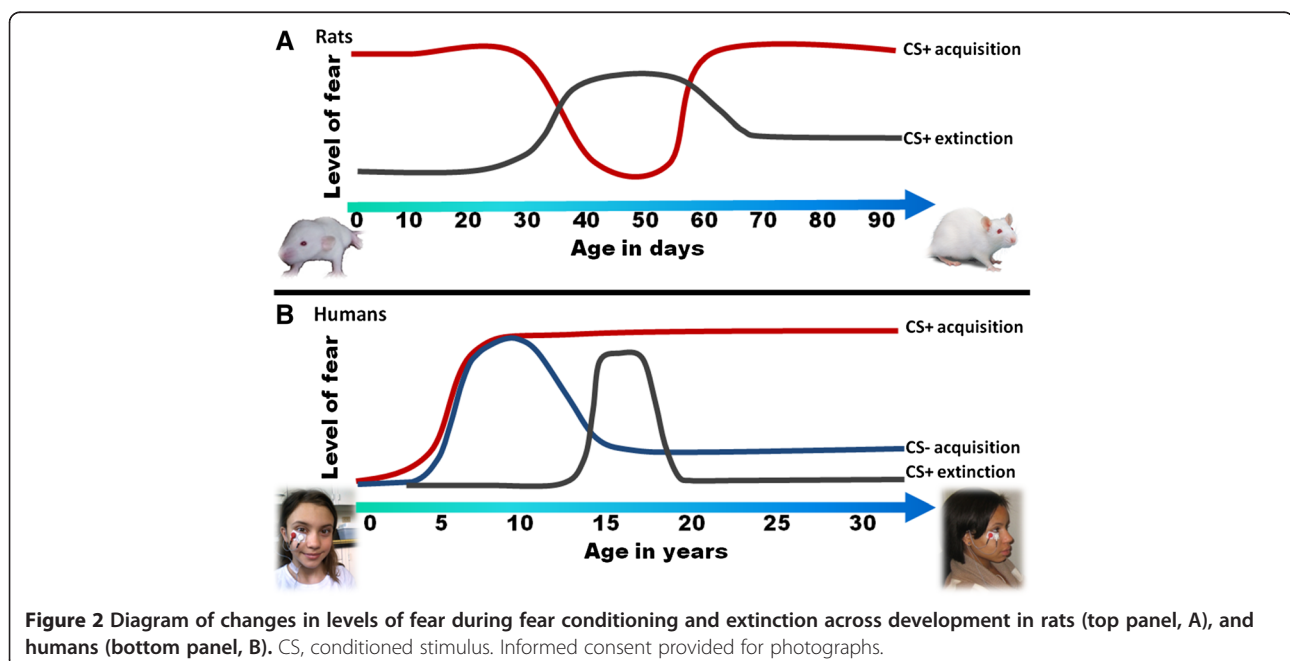 A
Rats
Level of fear
CS+ acquisition
CS+ extinction
0 10 20 30 40 50 60 70 80 90
Age in days
B
Humans
Level of fear
CS+ acquisition
CS- acquisition
CS+ extinction
0 5 10 15 20 25 30
Age in years
Figure 2 Diagram of changes in levels of fear during fear conditioning and extinction across development in rats (top panel, A), and
humans (bottom panel, B). CS, conditioned stimulus. Informed consent provided for photographs.